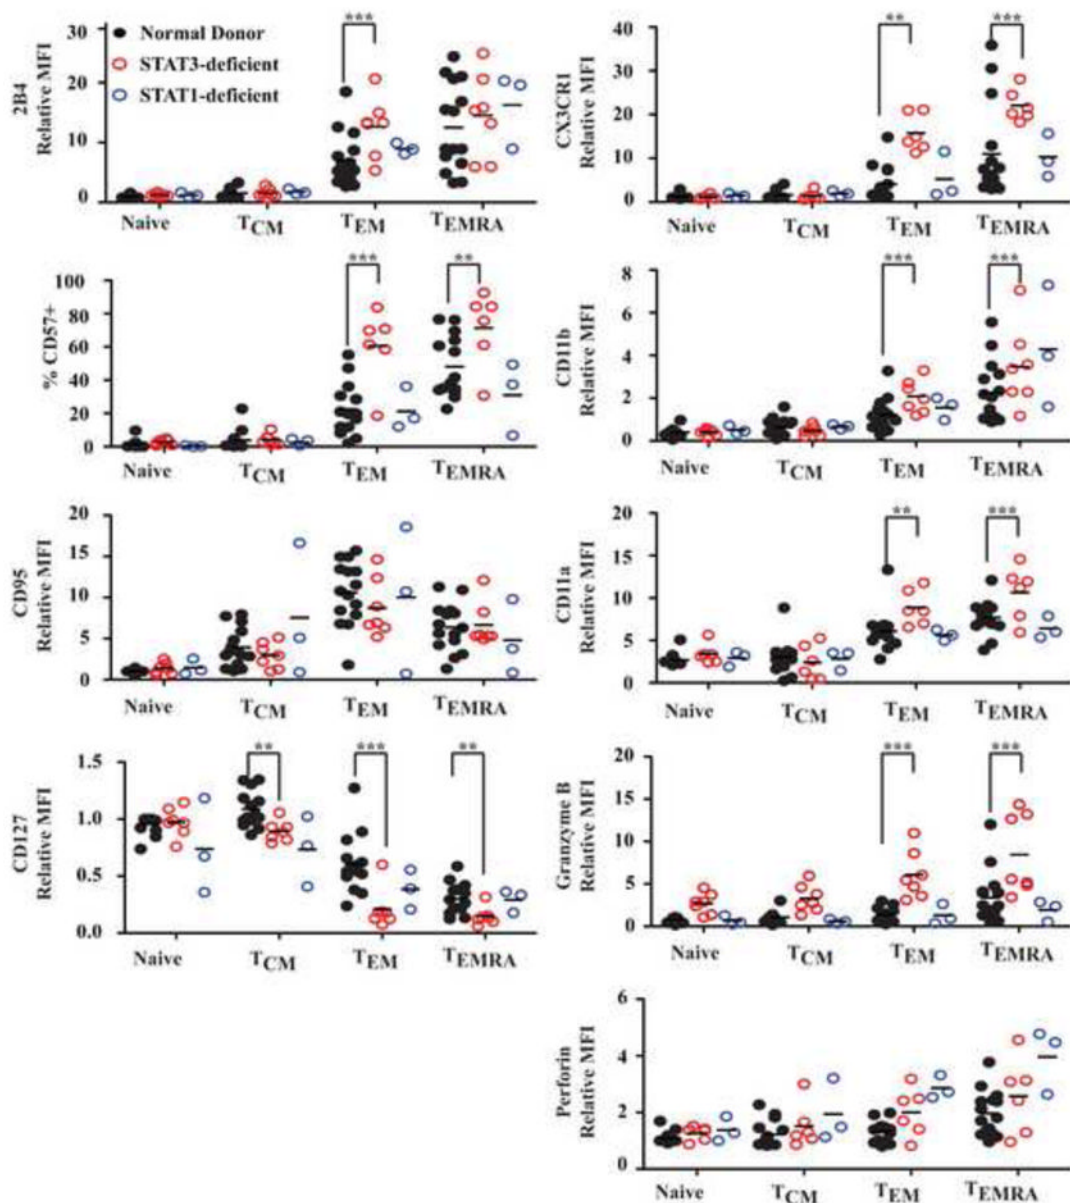 2B4
Relative MFI
30
20
10
0
Normal Donor
STAT3-deficient
STAT1-deficient
***
Naive TCM TEM TEMRA
CX3CR1
Relative MFI
40
30
20
10
0
** ***
Naive TCM TEM TEMRA
% CD57+
100
80
60
40
20
0
*** **
Naive TCM TEM TEMRA
CD11b
Relative MFI
8
6
4
2
0
*** ***
Naive TCM TEM TEMRA
CD95
Relative MFI
20
15
10
5
0
Naive TCM TEM TEMRA
CD11a
Relative MFI
20
15
10
5
0
** ***
Naive TCM TEM TEMRA
CD127
Relative MFI
1.5
1.0
0.5
0.0
** *** **
Naive TCM TEM TEMRA
Granzyme B
Relative MFI
20
15
10
5
0
*** ***
Naive TCM TEM TEMRA
Perforin
Relative MFI
6
4
2
0
Naive TCM TEM TEMRA